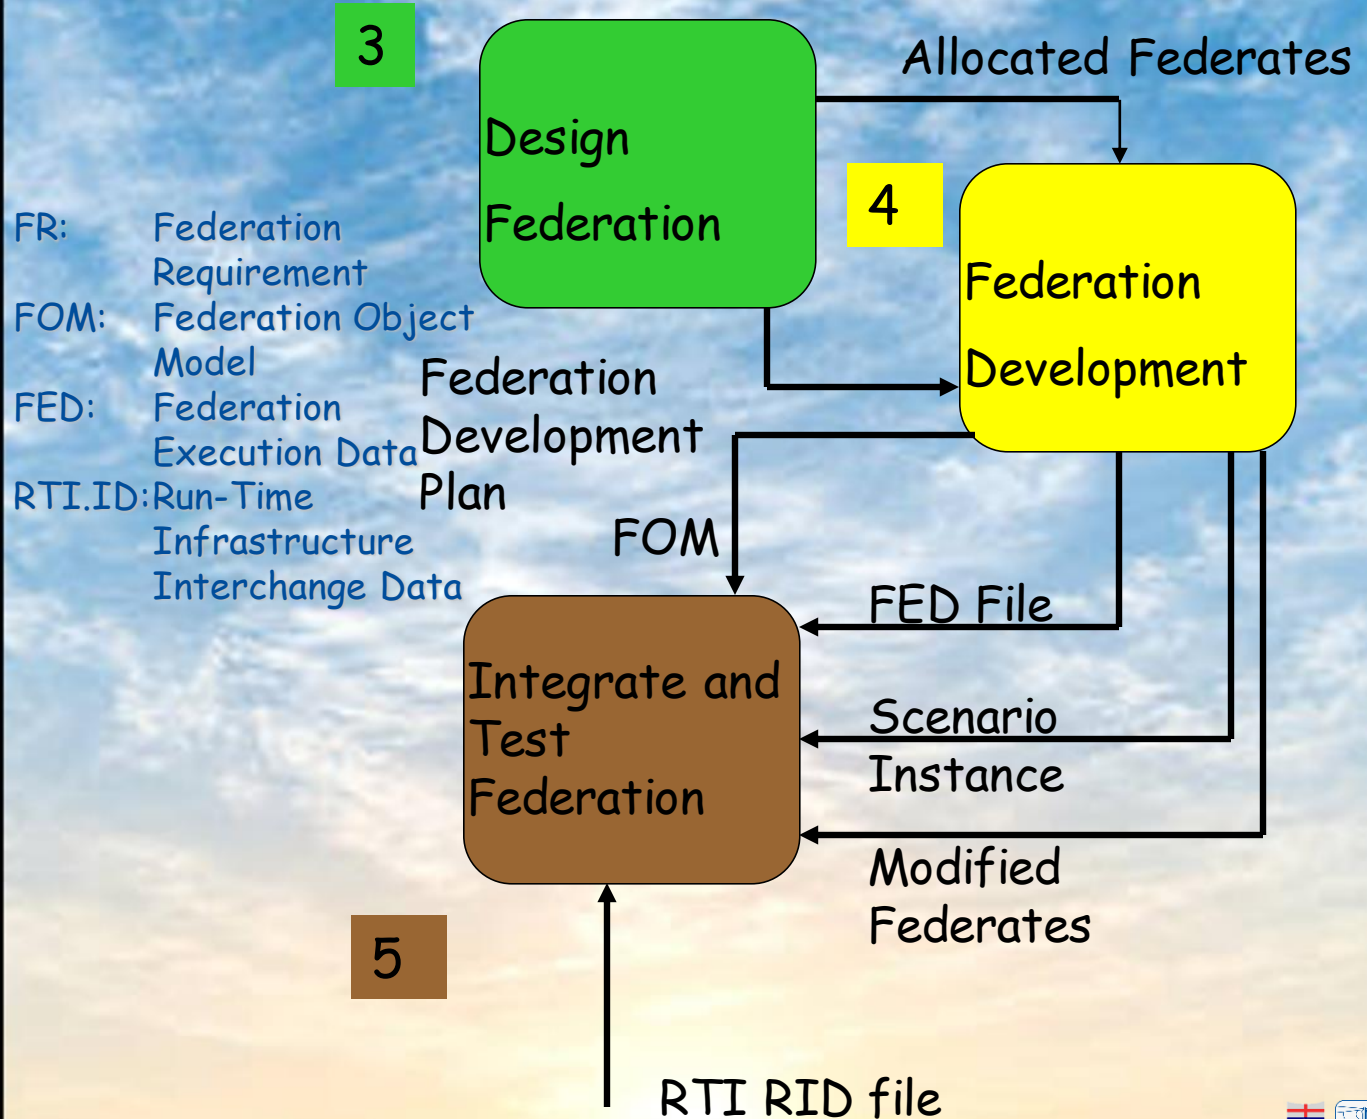 3
Design
Federation
Allocated Federates
4
Federation
Development
FR: Federation
Requirement
FOM: Federation Object
Model
FED: Federation
Execution Data
RTI.ID:Run-Time
Infrastructure
Interchange Data
Federation
Development
Plan
FOM
FED File
Integrate and
Test
Federation
Scenario
Instance
Modified
Federates
5
RTI RID file